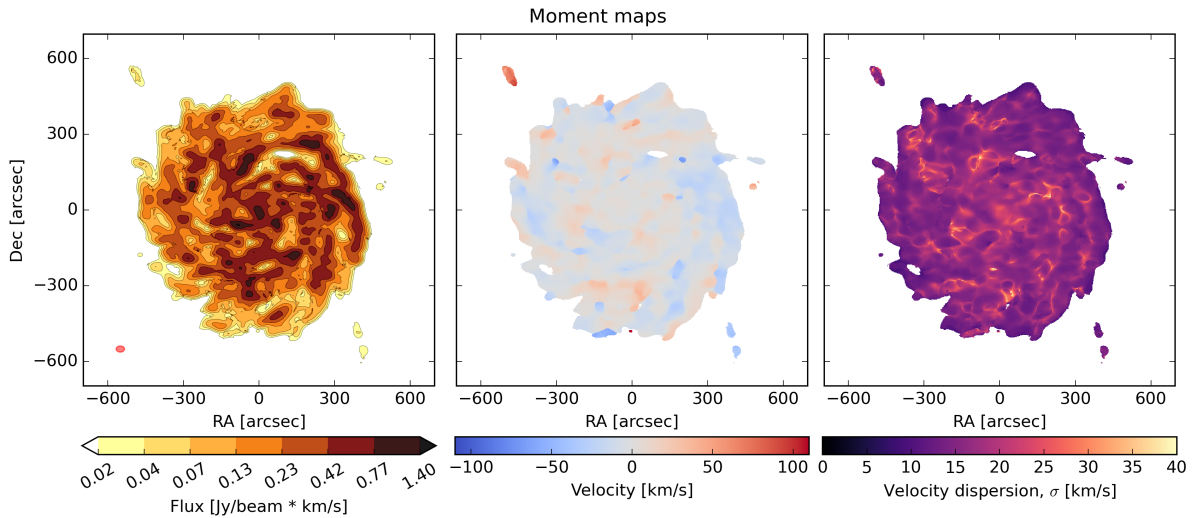 Moment maps
600
300
0
−300
−600
Dec [arcsec]
−600 −300 0 300 600
RA [arcsec]
−600 −300 0 300 600
RA [arcsec]
−600 −300 0 300 600
RA [arcsec]
0.02 0.04 0.07 0.13 0.23 0.42 0.77 1.40
Flux [Jy/beam * km/s]
−100 −50 0 50 100
Velocity [km/s]
0 5 10 15 20 25 30 35 40
Velocity dispersion, σ [km/s]